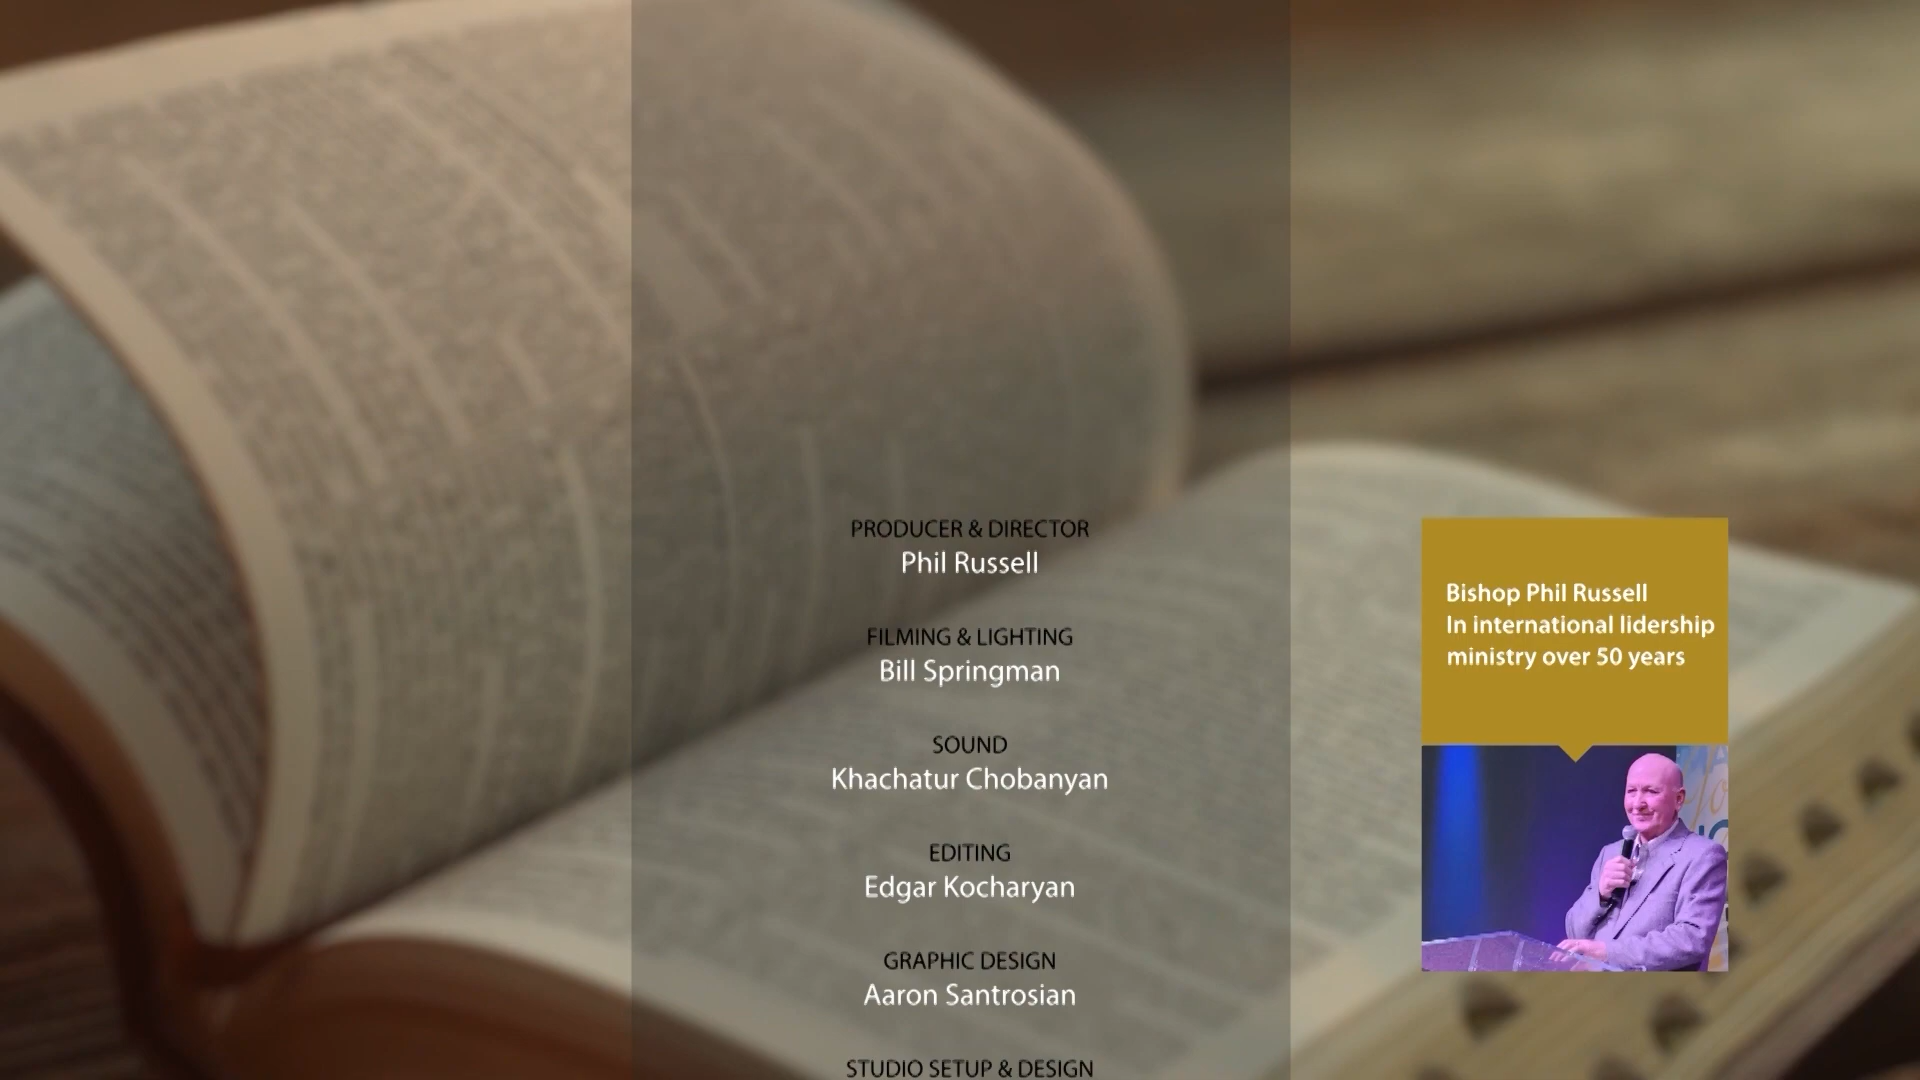 PRODUCER & DIRECTOR
Phil Russell
FILMING & LIGHTING
Bill Springman
SOUND
Khachatur Chobanyan
EDITING
Edgar Kocharyan
GRAPHIC DESIGN
Aaron Santrosian
STUDIO SETUP & DESIGN
Bishop Phil Russell
In international lidership
ministry over 50 years